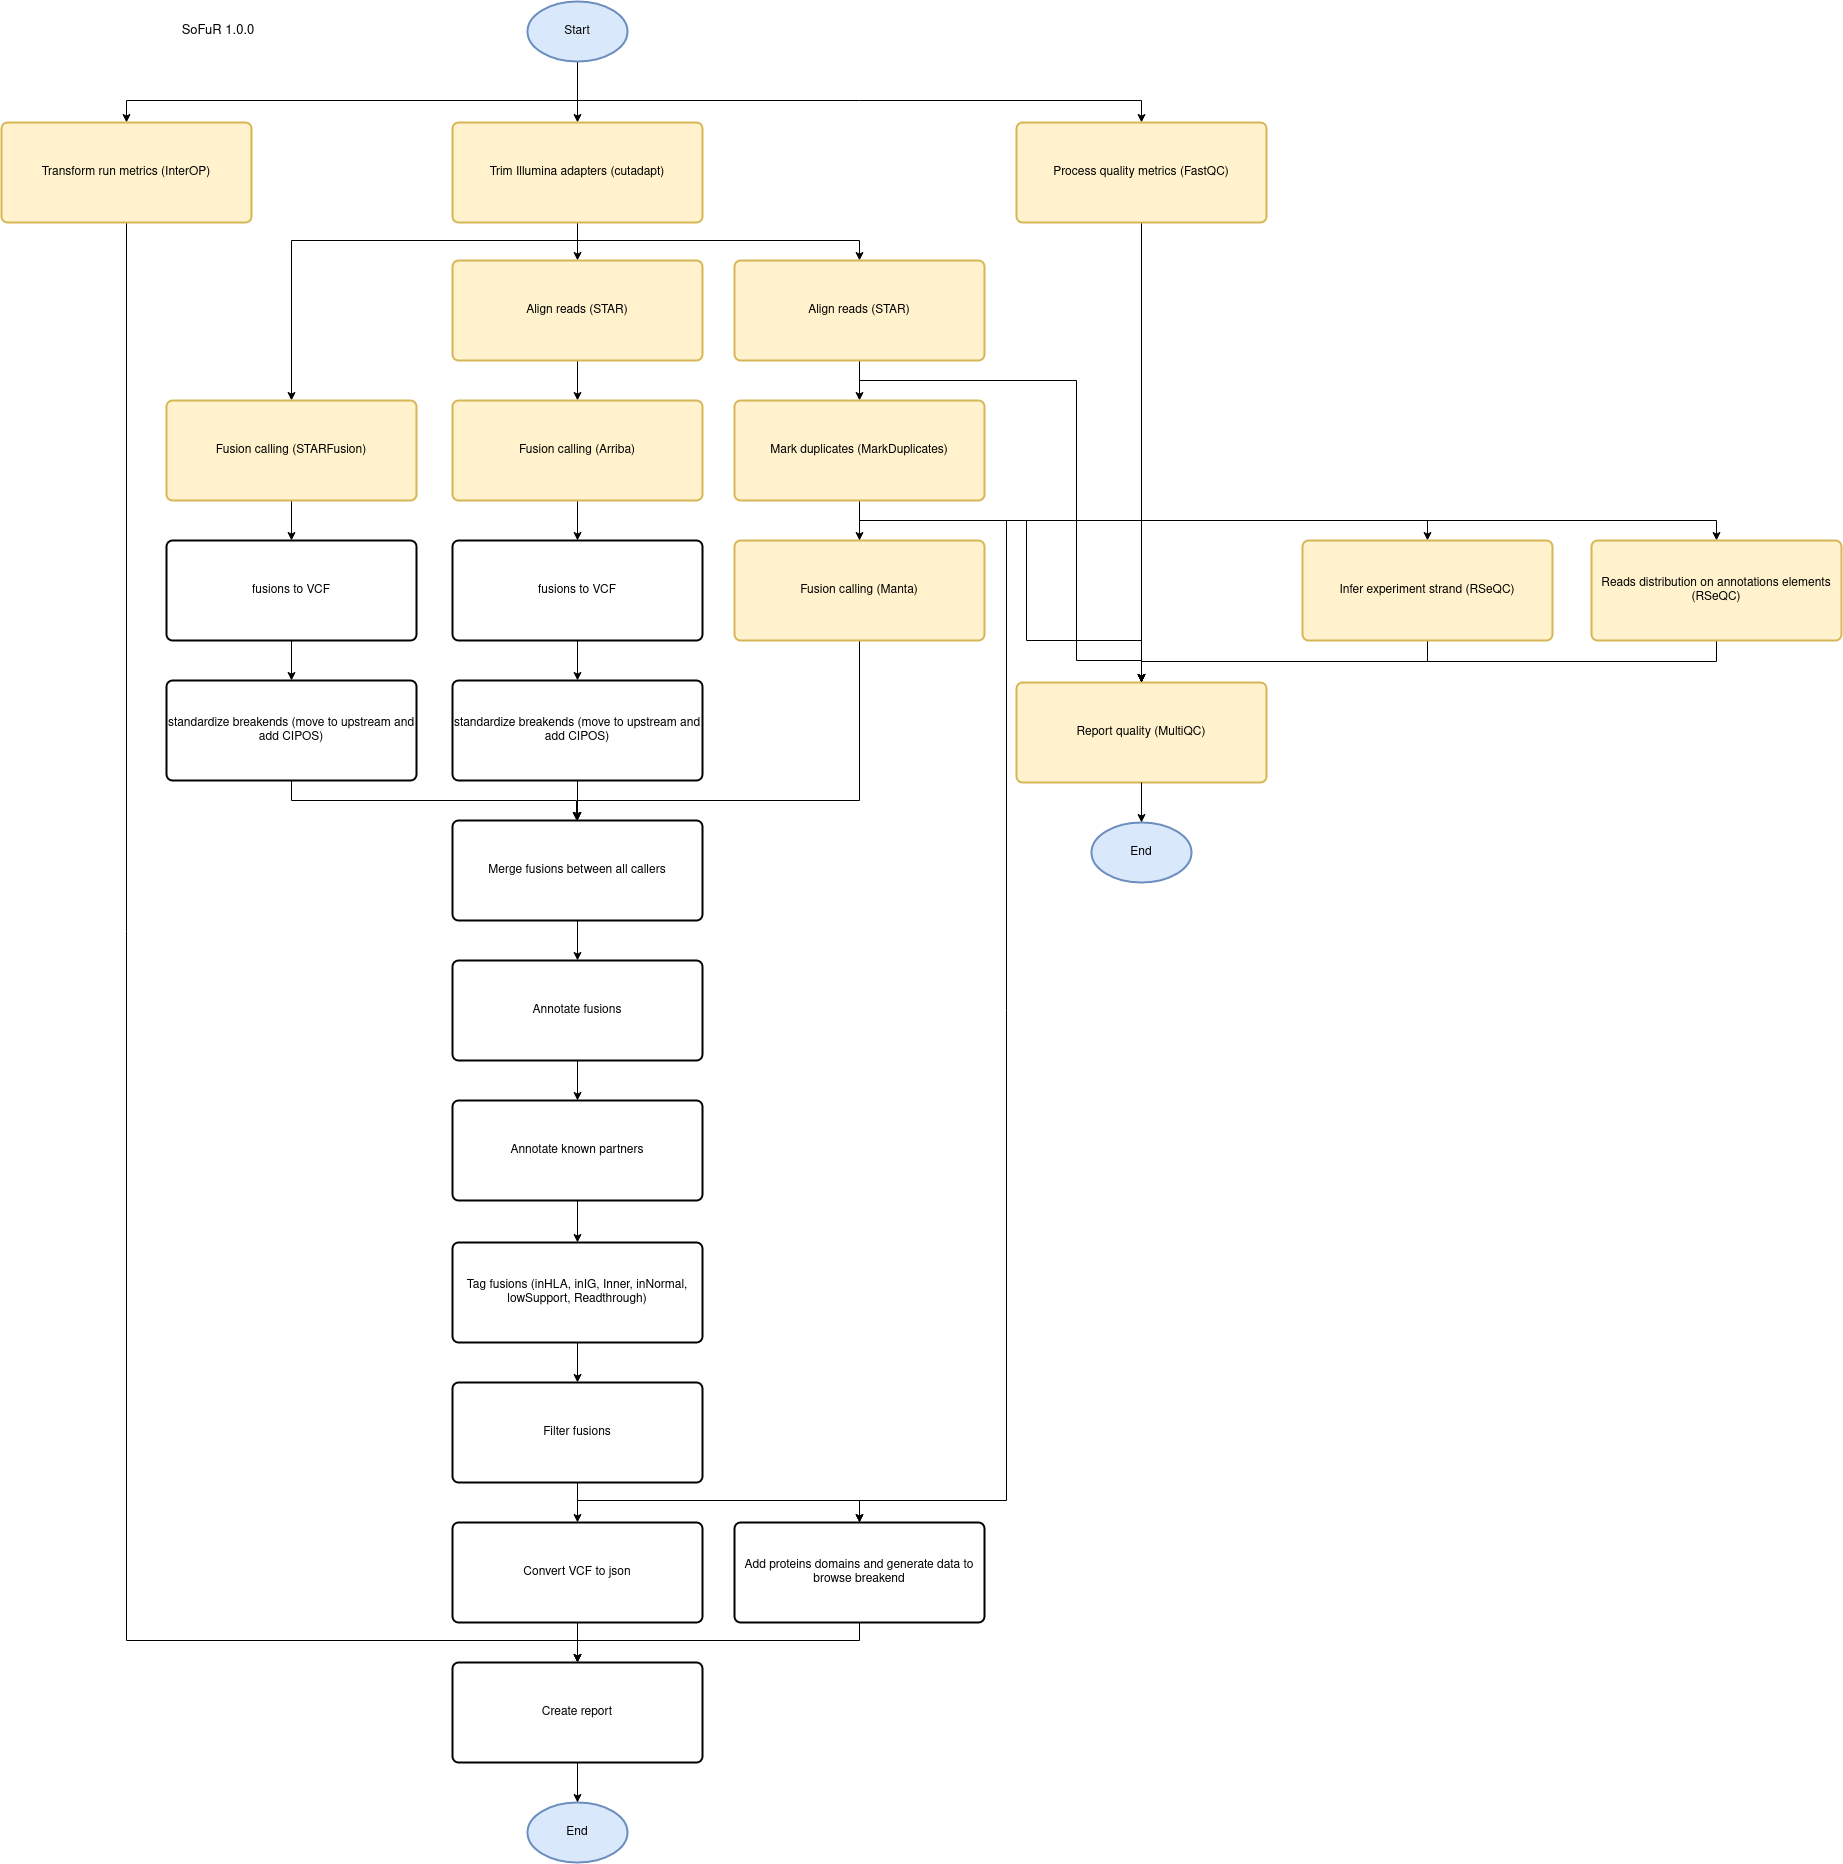 SoFuR 1.0.0
Start
Transform run metrics (InterOP)
Trim Illumina adapters (cutadapt)
Process quality metrics (FastQC)
Align reads (STAR)
Align reads (STAR)
Fusion calling (STARFusion)
Fusion calling (Arriba)
Mark duplicates (MarkDuplicates)
fusions to VCF
fusions to VCF
Fusion calling (Manta)
Infer experiment strand (RSeQC)
Reads distribution on annotations elements
(RSeQC)
standardize breakends (move to upstream and
add CIPOS)
standardize breakends (move to upstream and
add CIPOS)
Report quality (MultiQC)
Merge fusions between all callers
End
Annotate fusions
Annotate known partners
Tag fusions (inHLA, inIG, Inner, inNormal,
lowSupport, Readthrough)
Filter fusions
Convert VCF to json
Add proteins domains and generate data to
browse breakend
Create report
End